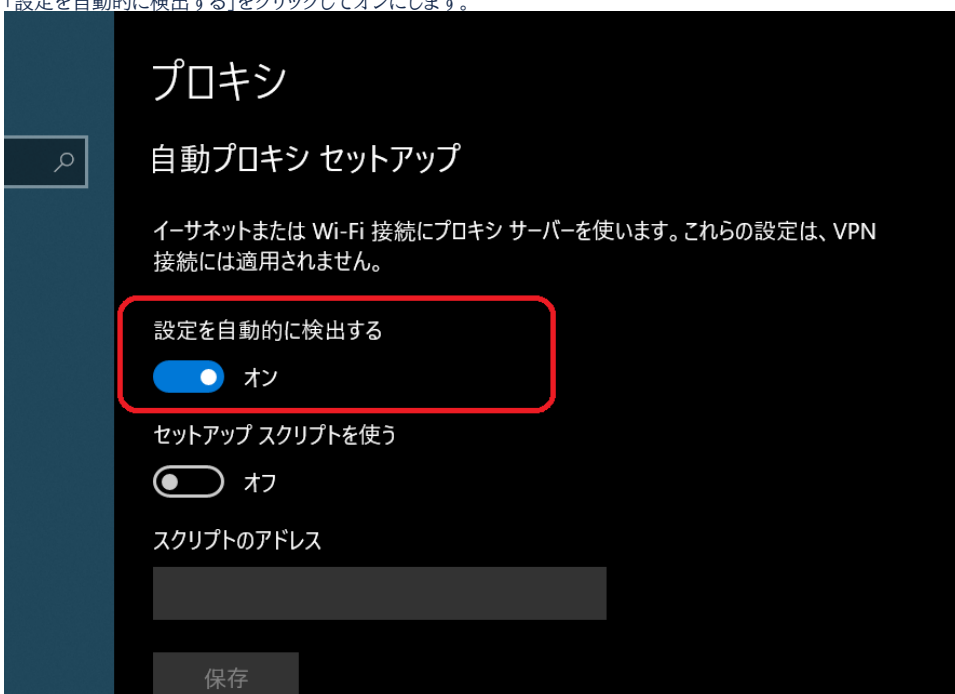 「設定を自動的に検出する」をクリックしてオンにします。
プロキシ
自動プロキシ セットアップ
イーサネットまたは Wi-Fi 接続にプロキシ サーバーを使います。これらの設定は、VPN
接続には適用されません。
設定を自動的に検出する
オン
セットアップ スクリプトを使う
オフ
スクリプトのアドレス
保存